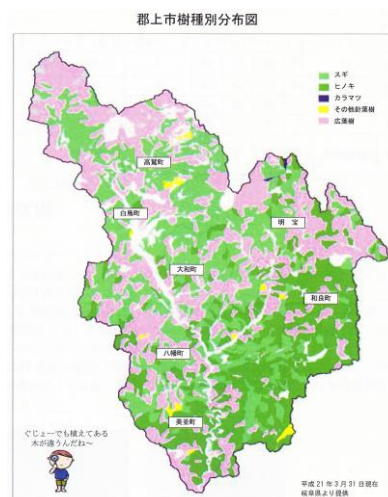 郡上市樹種別分布図
スギ
ヒノキ
カラマツ
その他針葉樹
広葉樹
高鷲町
白鳥町
明 宝
大和町
和良町
八幡町
美並町
ぐじょーでも植えてある
木が違うんだね~
平成21年3月31日現在
岐阜県より提供